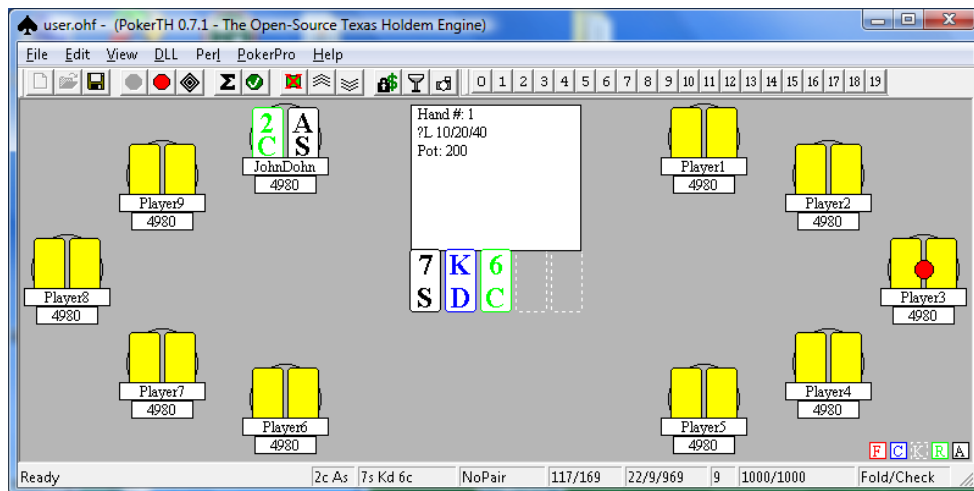 user.ohf - (PokerTH 0.7.1 - The Open-Source Texas Holdem Engine)
File Edit View DLL Perl PokerPro Help
0 1 2 3 4 5 6 7 8 9 10 11 12 13 14 15 16 17 18 19
2 C A S
JohnDohn
4980
Hand #: 1
?L 10/20/40
Pot: 200
Player1
4980
Player9
4980
Player2
4980
7 S K D 6 C
Player8
4980
Player3
4980
Player7
4980
Player4
4980
Player6
4980
Player5
4980
F C K R A
Ready 2c As 7s Kd 6c NoPair 117/169 22/9/969 9 1000/1000 Fold/Check